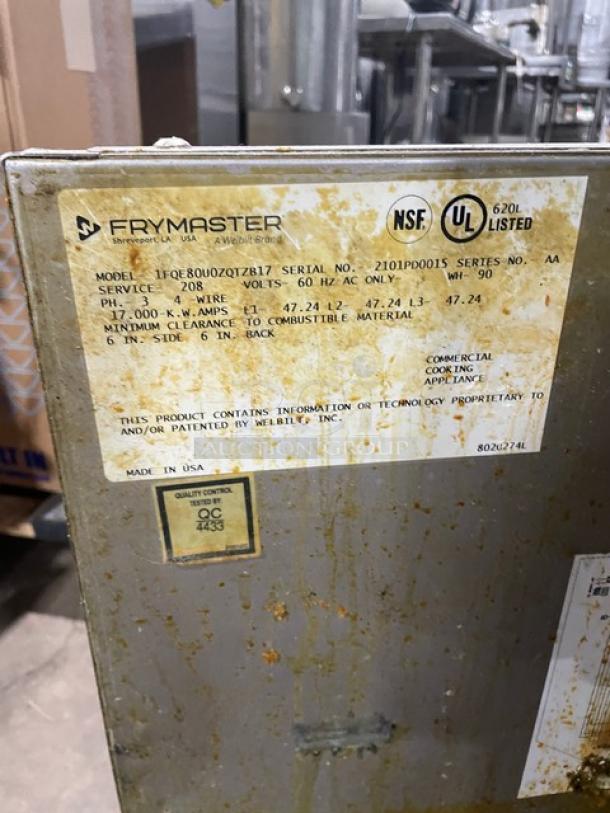 FRYMASTER
Shreveport, LA USA A Welbilt Brand
NSF. UL 620L LISTED
MODEL 1FQE80U0ZQTZB17 SERIAL NO. 2101PD0015 SERIES NO. AA
SERVICE 208 VOLTS- 60 HZ AC ONLY WH- 90
PH. 3 4 WIRE
17.000-K.W.AMPS L1- 47.24 L2- 47.24 L3- 47.24
MINIMUM CLEARANCE TO COMBUSTIBLE MATERIAL
6 IN. SIDE 6 IN. BACK
COMMERCIAL
COOKING
APPLIANCE
THIS PRODUCT CONTAINS INFORMATION OR TECHNOLOGY PROPRIETARY TO
AND/OR PATENTED BY WELBILT, INC.
AUCTION GROUP
8020274L
MADE IN USA
QUALITY CONTROL
TESTED BY:
QC
4433